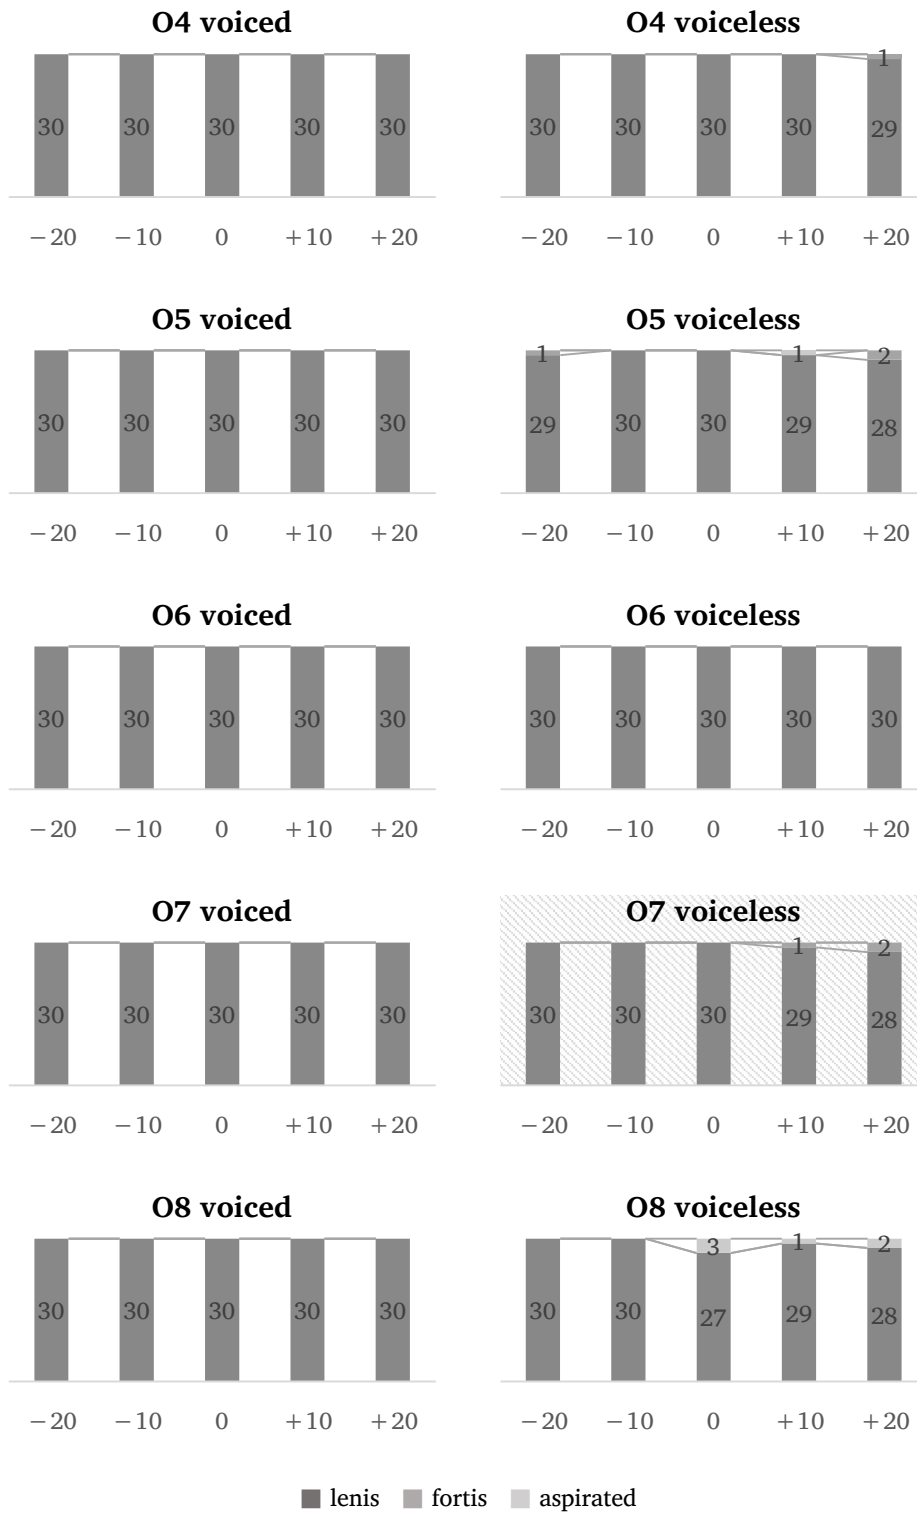 O4 voiced
30 30 30 30 30
−20 −10 0 +10 +20
O4 voiceless
1
30 30 30 30 29
−20 −10 0 +10 +20
O5 voiced
30 30 30 30 30
−20 −10 0 +10 +20
O5 voiceless
1 1 2
29 30 30 29 28
−20 −10 0 +10 +20
O6 voiced
30 30 30 30 30
−20 −10 0 +10 +20
O6 voiceless
30 30 30 30 30
−20 −10 0 +10 +20
O7 voiced
30 30 30 30 30
−20 −10 0 +10 +20
O7 voiceless
1 2
30 30 30 29 28
−20 −10 0 +10 +20
O8 voiced
30 30 30 30 30
−20 −10 0 +10 +20
O8 voiceless
3 1 2
30 30 27 29 28
−20 −10 0 +10 +20
lenis fortis aspirated